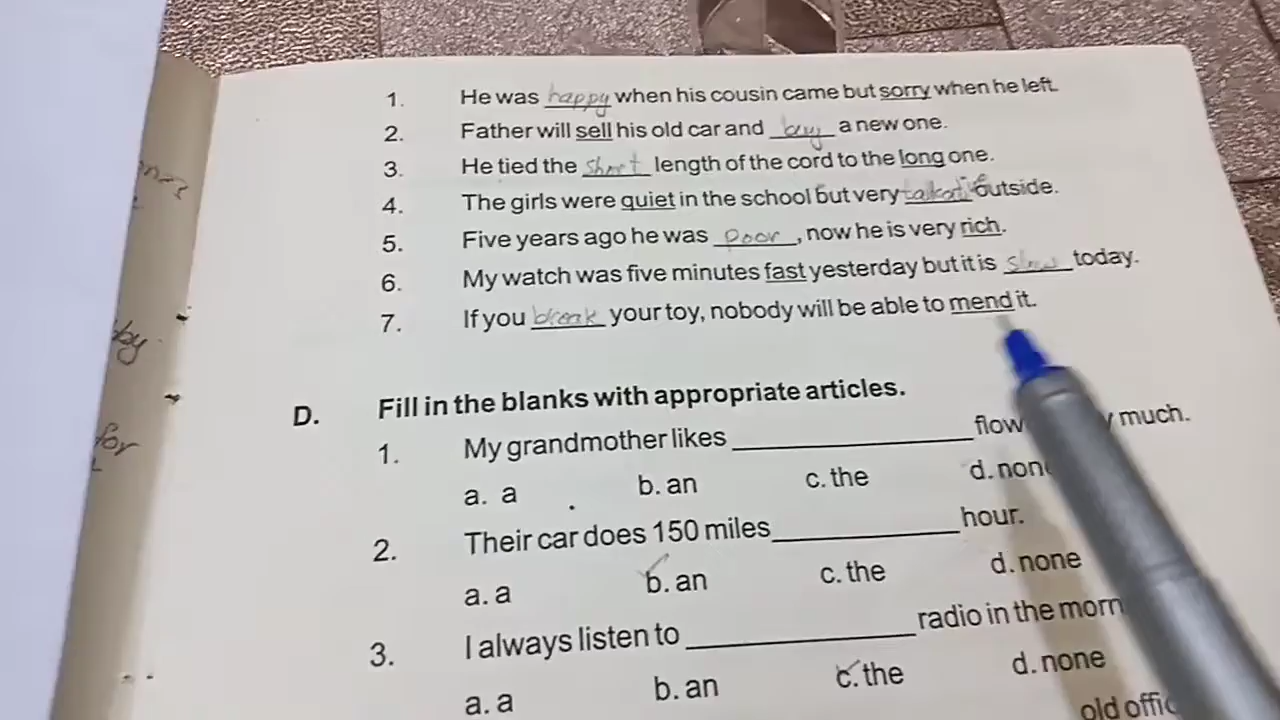 1. He was happy when his cousin came but sorry when he left.
2. Father will sell his old car and buy a new one.
3. He tied the short length of the cord to the long one.
4. The girls were quiet in the school but very outside.
5. Five years ago he was poor, now he is very rich.
6. My watch was five minutes fast yesterday but it is slow today.
7. If you break your toy, nobody will be able to mend it.
D. Fill in the blanks with appropriate articles.
1. My grandmother likes ____________ much.
a. a b. an c. the d.
2. Their car does 150 miles ____________ hour.
a. a b. an c. the d. none
3. I always listen to ____________ radio in the
a. a b. an c. the d. none
old
by
for